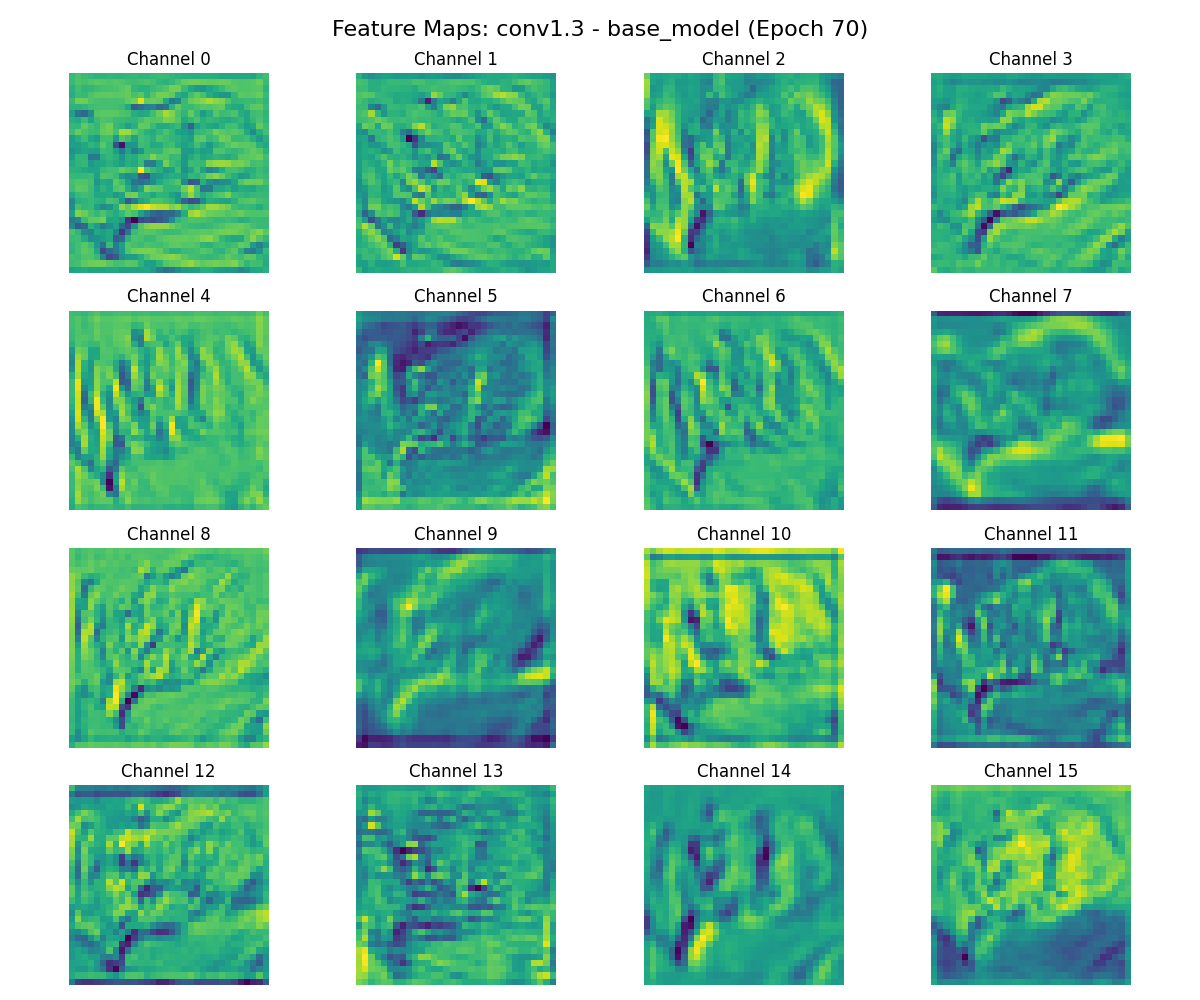 Feature Maps: conv1.3 - base_model (Epoch 70)
Channel 0
Channel 1
Channel 2
Channel 3
Channel 4
Channel 5
Channel 6
Channel 7
Channel 8
Channel 9
Channel 10
Channel 11
Channel 12
Channel 13
Channel 14
Channel 15